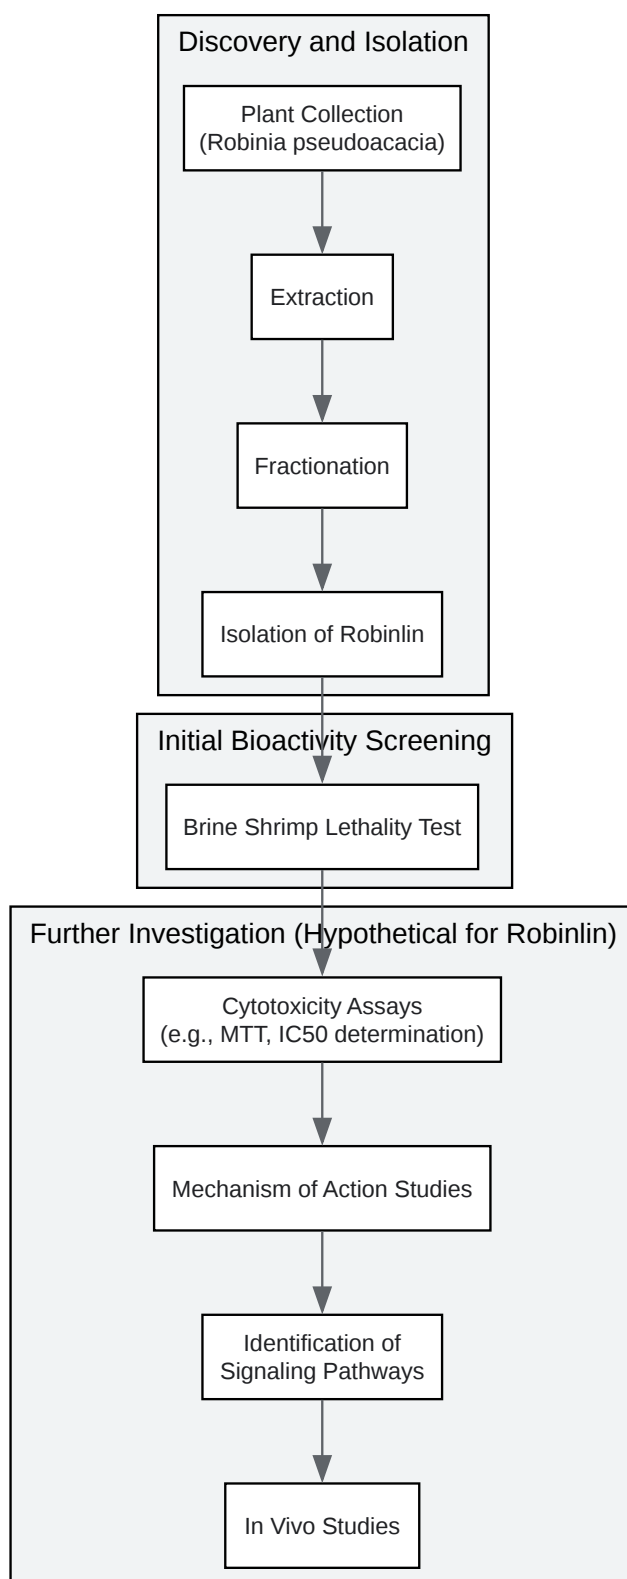 Discovery and Isolation
Plant Collection
(Robinia pseudoacacia)
Extraction
Fractionation
Isolation of Robinlin
Initial Bioactivity Screening
Brine Shrimp Lethality Test
Further Investigation (Hypothetical for Robinlin)
Cytotoxicity Assays
(e.g., MTT, IC50 determination)
Mechanism of Action Studies
Identification of
Signaling Pathways
In Vivo Studies